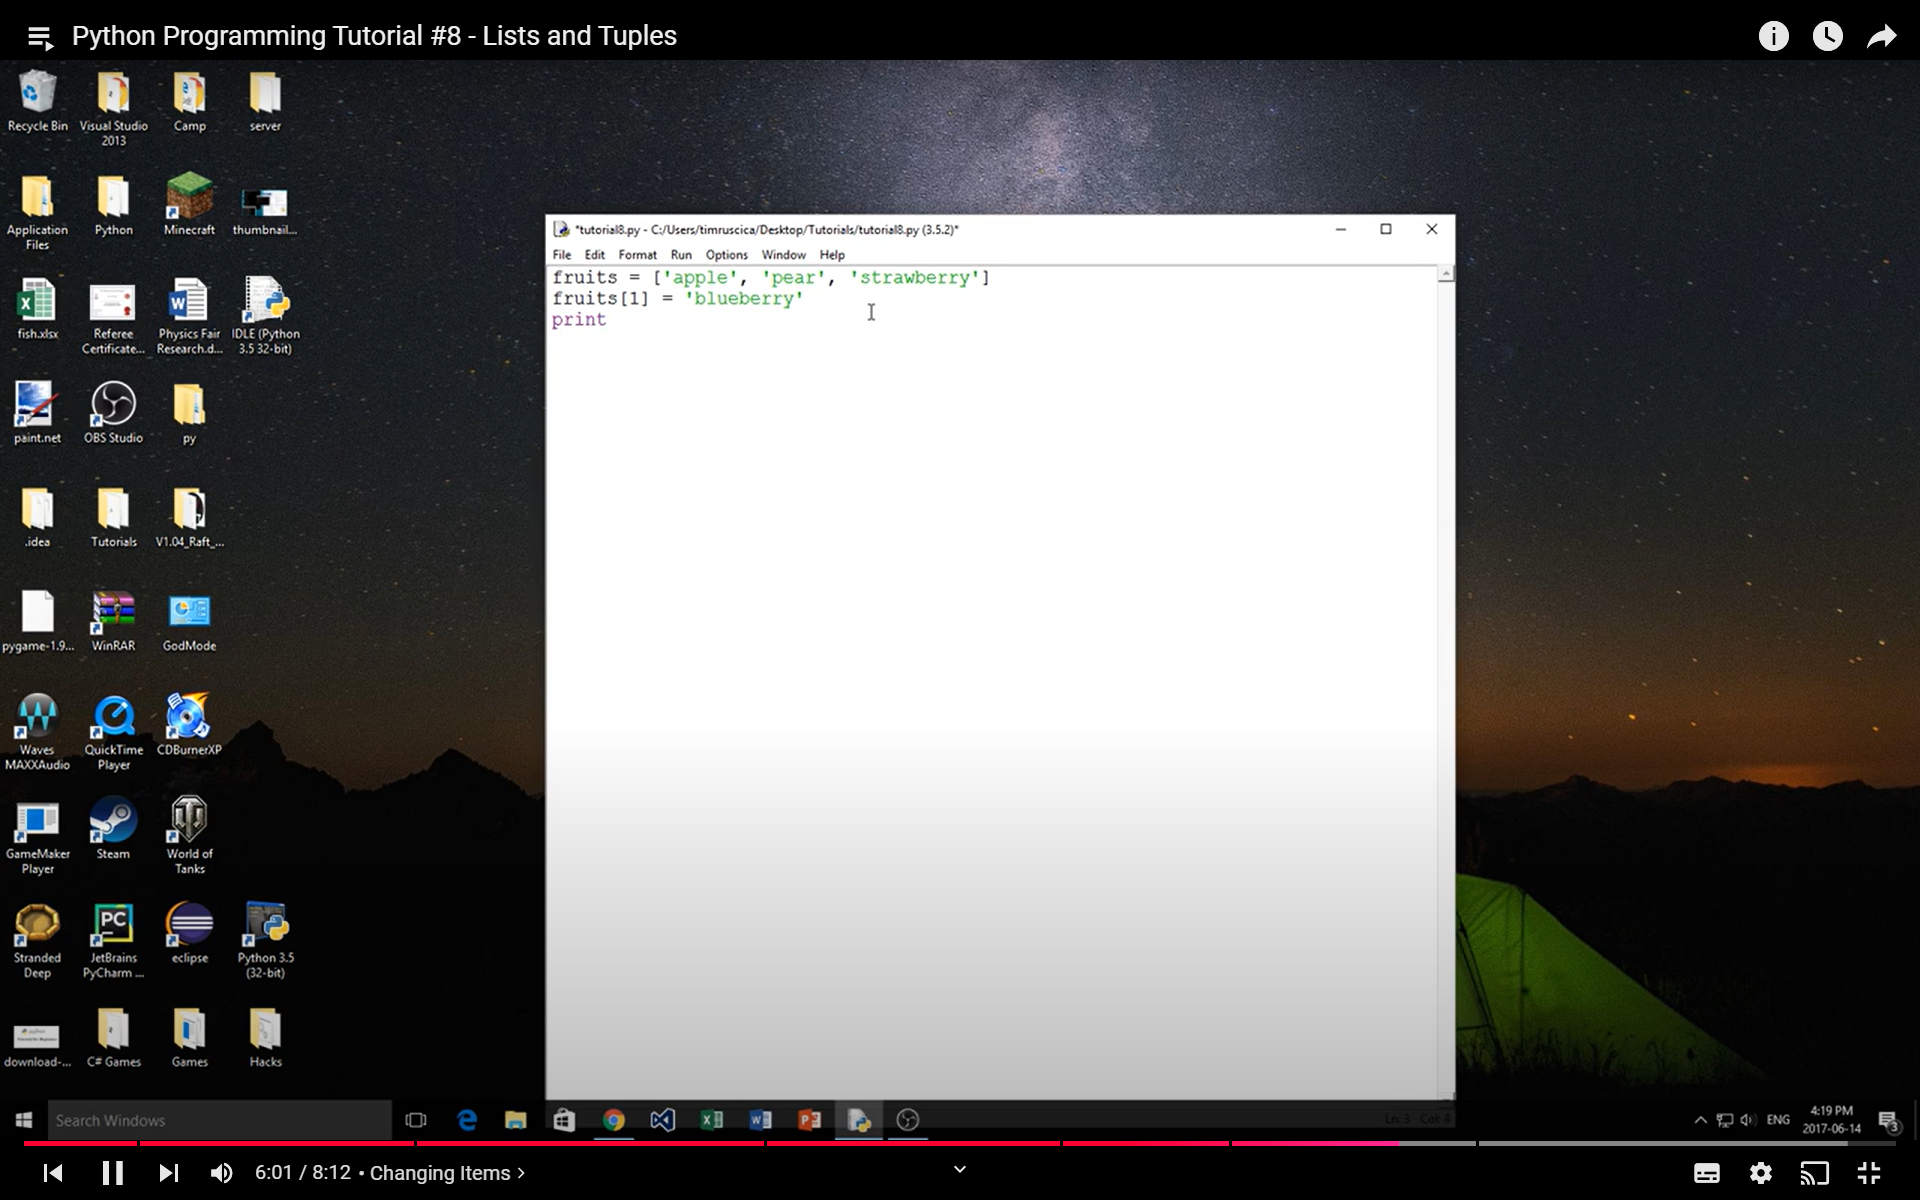 Python Programming Tutorial #8 - Lists and Tuples
Recycle Bin
Visual Studio 2013
Camp
server
Application Files
Python
Minecraft
thumbnail...
fish.xlsx
Referee Certificate...
Physics Fair Research.d...
IDLE (Python 3.5 32-bit)
paint.net
OBS Studio
py
.idea
Tutorials
V1.04_Raft_...
pygame-1.9...
WinRAR
GodMode
Waves MAXXAudio
QuickTime Player
CDBurnerXP
GameMaker Player
Steam
World of Tanks
Stranded Deep
JetBrains PyCharm ...
eclipse
Python 3.5 (32-bit)
download-...
C# Games
Games
Hacks
*tutorial8.py - C:/Users/timruscica/Desktop/Tutorials/tutorial8.py (3.5.2)*
File Edit Format Run Options Window Help
fruits = ['apple', 'pear', 'strawberry']
fruits[1] = 'blueberry'
print
Ln: 3 Col: 4
Search Windows
ENG
4:19 PM
2017-06-14
3
6:01 / 8:12 • Changing Items >